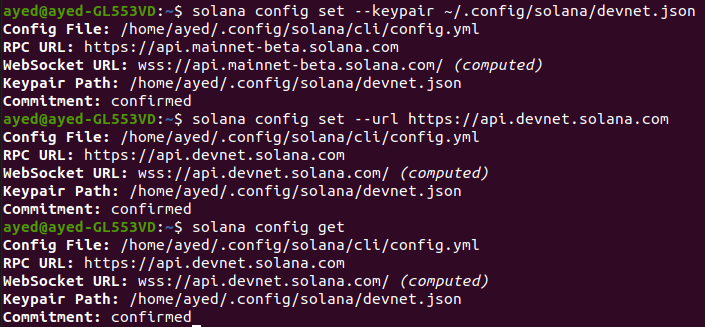 ayed@ayed-GL553VD:~$ solana config set --keypair ~/.config/solana/devnet.json
Config File: /home/ayed/.config/solana/cli/config.yml
RPC URL: https://api.mainnet-beta.solana.com
WebSocket URL: wss://api.mainnet-beta.solana.com/ (computed)
Keypair Path: /home/ayed/.config/solana/devnet.json
Commitment: confirmed
ayed@ayed-GL553VD:~$ solana config set --url https://api.devnet.solana.com
Config File: /home/ayed/.config/solana/cli/config.yml
RPC URL: https://api.devnet.solana.com
WebSocket URL: wss://api.devnet.solana.com/ (computed)
Keypair Path: /home/ayed/.config/solana/devnet.json
Commitment: confirmed
ayed@ayed-GL553VD:~$ solana config get
Config File: /home/ayed/.config/solana/cli/config.yml
RPC URL: https://api.devnet.solana.com
WebSocket URL: wss://api.devnet.solana.com/ (computed)
Keypair Path: /home/ayed/.config/solana/devnet.json
Commitment: confirmed